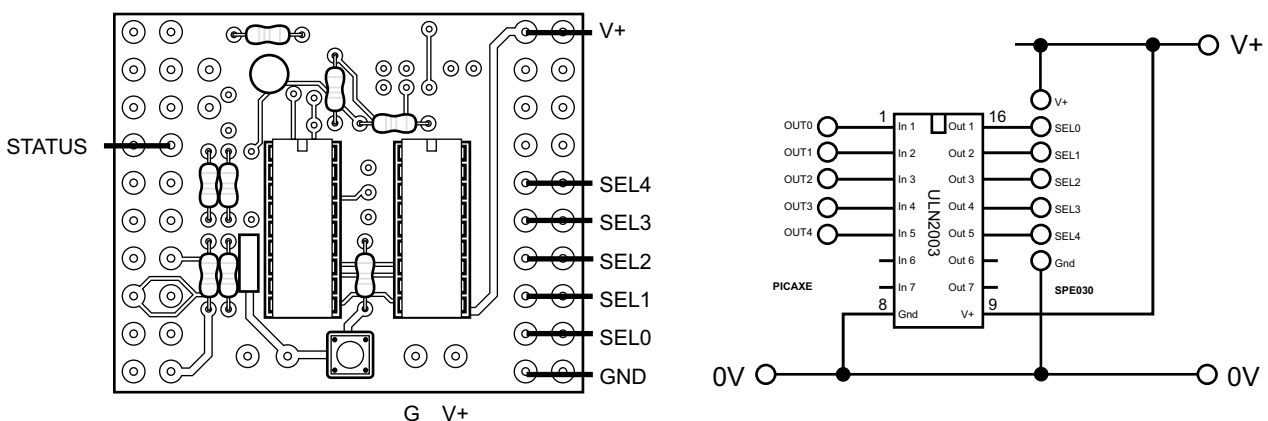 V+
STATUS
SEL4
SEL3
SEL2
SEL1
SEL0
GND
G V+
V+
V+
OUT0 1 In 1 Out 1 16 SEL0
OUT1 In 2 Out 2 SEL1
OUT2 In 3 Out 3 SEL2
OUT3 In 4 Out 4 SEL3
OUT4 In 5 Out 5 SEL4
In 6 Out 6 Gnd
PICAXE In 7 Out 7 SPE030
8 Gnd V+ 9
ULN2003
0V 0V